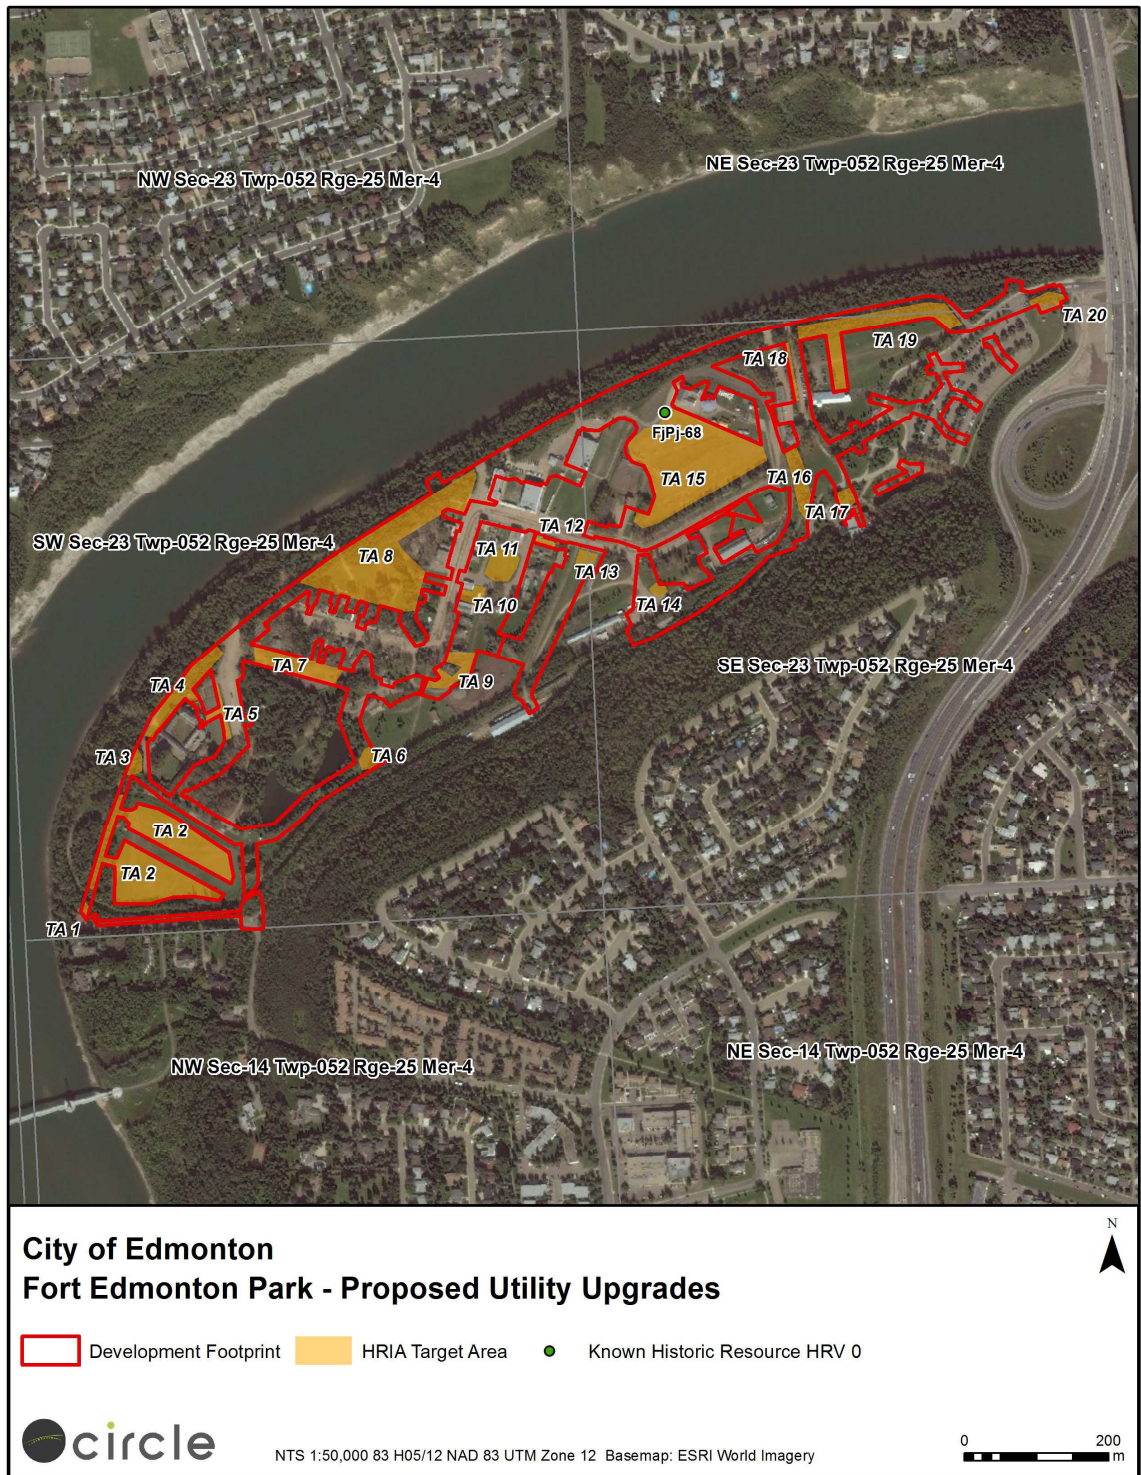 NE Sec-23 Twp-052 Rge-25 Mer-4
NW Sec-23 Twp-052 Rge-25 Mer-4
TA 20
TA 19
TA 18
FjPj-68
TA 15
TA 16
TA 17
TA 12
SW Sec-23 Twp-052 Rge-25 Mer-4
TA 8
TA 11
TA 13
TA 10
TA 14
TA 7
SE Sec-23 Twp-052 Rge-25 Mer-4
TA 9
TA 4
TA 5
TA 3
TA 6
TA 2
TA 2
TA 1
NE Sec-14 Twp-052 Rge-25 Mer-4
NW Sec-14 Twp-052 Rge-25 Mer-4
City of Edmonton
Fort Edmonton Park - Proposed Utility Upgrades
N
Development Footprint
HRIA Target Area
Known Historic Resource HRV 0
circle
NTS 1:50,000 83 H05/12 NAD 83 UTM Zone 12 Basemap: ESRI World Imagery
0 200
m